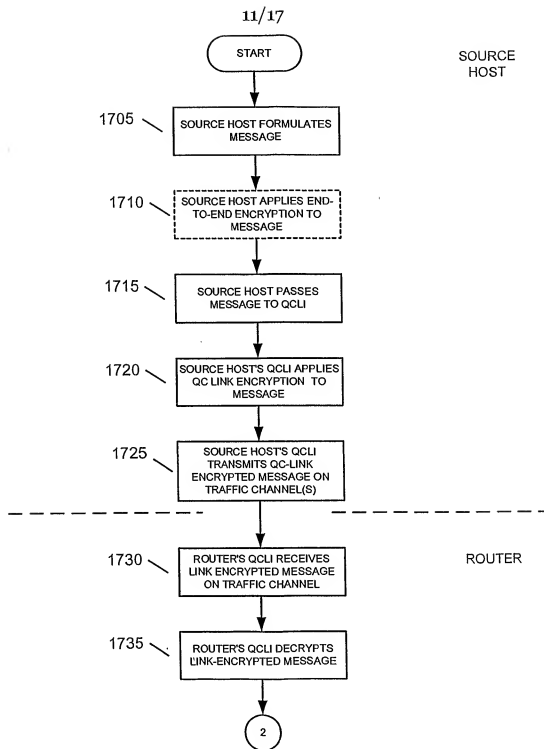 11/17
START
SOURCE
HOST
1705
SOURCE HOST FORMULATES
MESSAGE
1710
SOURCE HOST APPLIES END-
TO-END ENCRYPTION TO
MESSAGE
1715
SOURCE HOST PASSES
MESSAGE TO QCLI
1720
SOURCE HOST'S QCLI APPLIES
QC LINK ENCRYPTION TO
MESSAGE
1725
SOURCE HOST'S QCLI
TRANSMITS QC-LINK
ENCRYPTED MESSAGE ON
TRAFFIC CHANNEL(S)
1730
ROUTER'S QCLI RECEIVES
LINK ENCRYPTED MESSAGE
ON TRAFFIC CHANNEL
ROUTER
1735
ROUTER'S QCLI DECRYPTS
LINK-ENCRYPTED MESSAGE
2